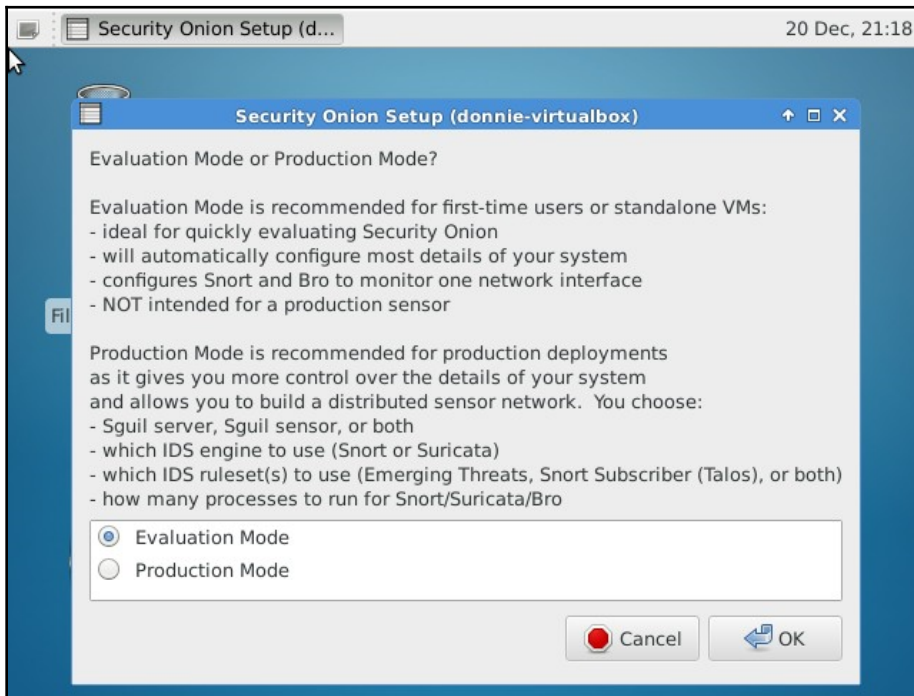 Security Onion Setup (d...
20 Dec, 21:18
Security Onion Setup (donnie-virtualbox)
Evaluation Mode or Production Mode?
Evaluation Mode is recommended for first-time users or standalone VMs:
- ideal for quickly evaluating Security Onion
- will automatically configure most details of your system
- configures Snort and Bro to monitor one network interface
- NOT intended for a production sensor
Fil
Production Mode is recommended for production deployments
as it gives you more control over the details of your system
and allows you to build a distributed sensor network.  You choose:
- Sguil server, Sguil sensor, or both
- which IDS engine to use (Snort or Suricata)
- which IDS ruleset(s) to use (Emerging Threats, Snort Subscriber (Talos), or both)
- how many processes to run for Snort/Suricata/Bro
Evaluation Mode
Production Mode
Cancel
OK